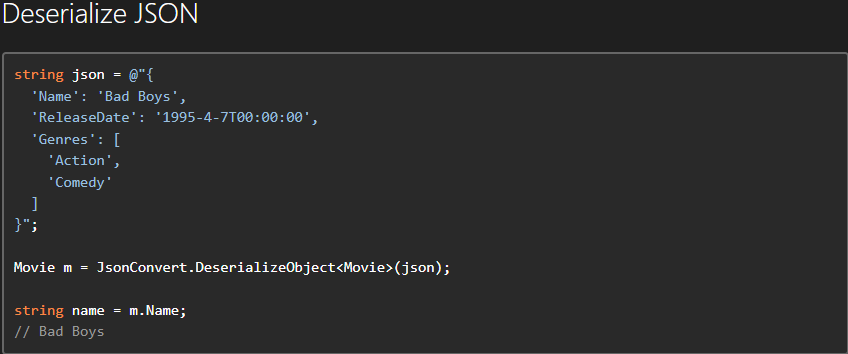 Deserialize JSON
string json = @"{
  'Name': 'Bad Boys',
  'ReleaseDate': '1995-4-7T00:00:00',
  'Genres': [
    'Action',
    'Comedy'
  ]
}";
Movie m = JsonConvert.DeserializeObject<Movie>(json);
string name = m.Name;
// Bad Boys